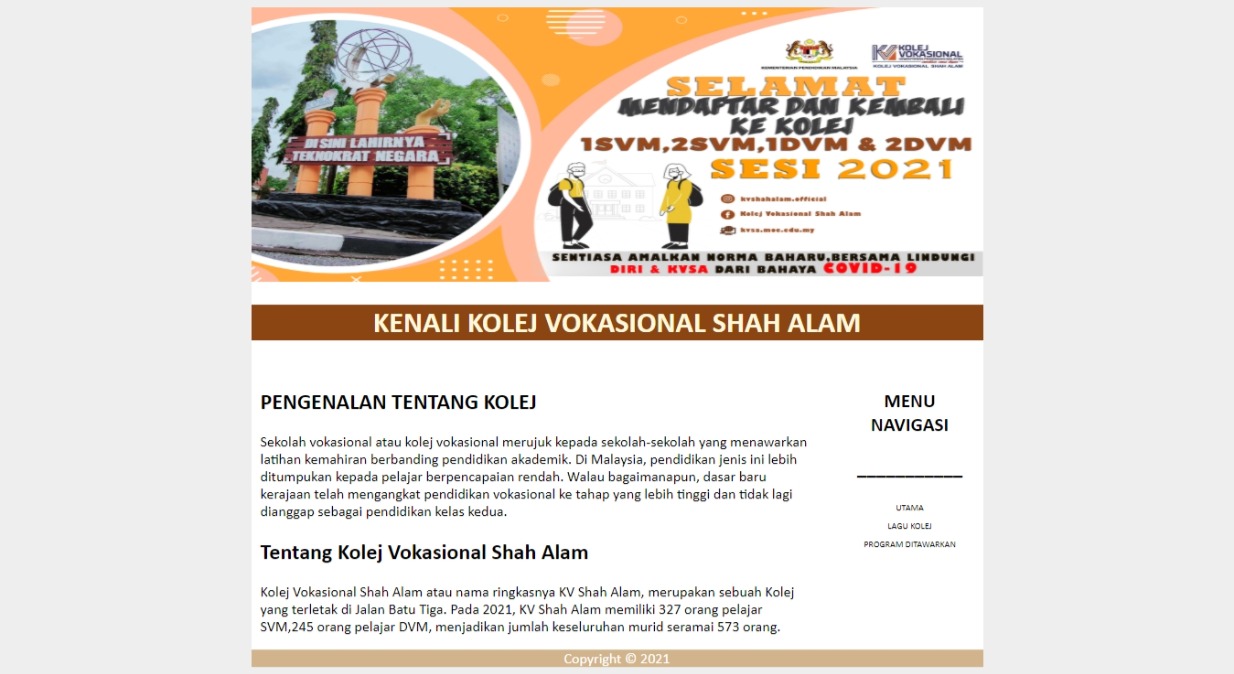 KEMENTERIAN PENDIDIKAN MALAYSIA
KOLEJ
VOKASIONAL
KOLEJ VOKASIONAL SHAH ALAM
SELAMAT
MENDAFTAR DAN KEMBALI
KE KOLEJ
1SVM,2SVM,1DVM & 2DVM
SESI 2021
DI SINI LAHIRNYA
TEKNOKRAT NEGARA
kvshahalam.official
Kolej Vokasional Shah Alam
kvsa.moe.edu.my
SENTIASA AMALKAN NORMA BAHARU,BERSAMA LINDUNGI
DIRI & KVSA DARI BAHAYA COVID-19
KENALI KOLEJ VOKASIONAL SHAH ALAM
PENGENALAN TENTANG KOLEJ
Sekolah vokasional atau kolej vokasional merujuk kepada sekolah-sekolah yang menawarkan
latihan kemahiran berbanding pendidikan akademik. Di Malaysia, pendidikan jenis ini lebih
ditumpukan kepada pelajar berpencapaian rendah. Walau bagaimanapun, dasar baru
kerajaan telah mengangkat pendidikan vokasional ke tahap yang lebih tinggi dan tidak lagi
dianggap sebagai pendidikan kelas kedua.
Tentang Kolej Vokasional Shah Alam
Kolej Vokasional Shah Alam atau nama ringkasnya KV Shah Alam, merupakan sebuah Kolej
yang terletak di Jalan Batu Tiga. Pada 2021, KV Shah Alam memiliki 327 orang pelajar
SVM,245 orang pelajar DVM, menjadikan jumlah keseluruhan murid seramai 573 orang.
MENU
NAVIGASI
UTAMA
LAGU KOLEJ
PROGRAM DITAWARKAN
Copyright © 2021